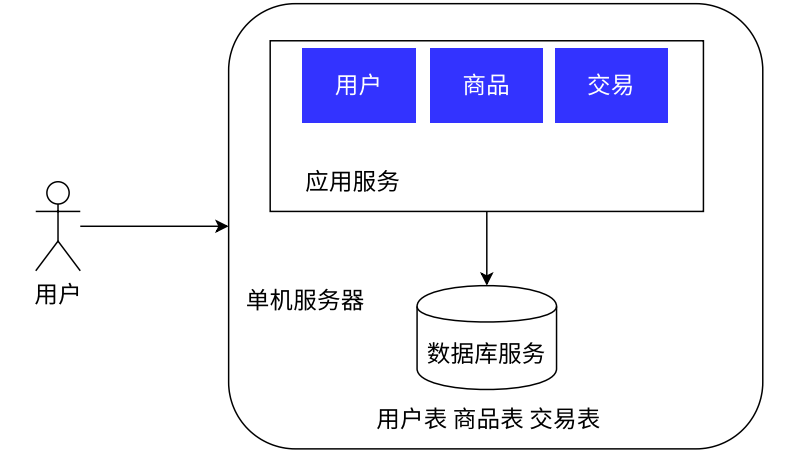 用户 商品 交易
应用服务
用户
单机服务器
数据库服务
用户表 商品表 交易表